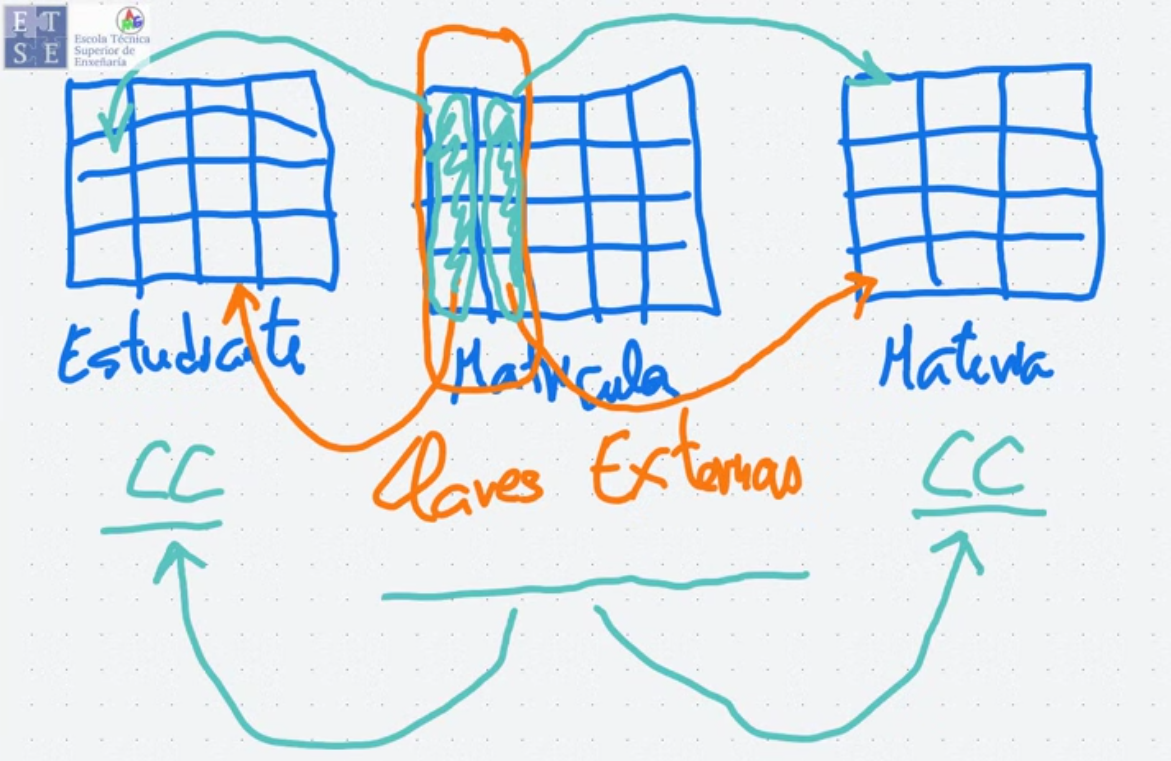 E T
S E
Escola Técnica
Superior de
Enxeñaría
Estudiante
Matrícula
Materia
CC
Claves Externas
CC